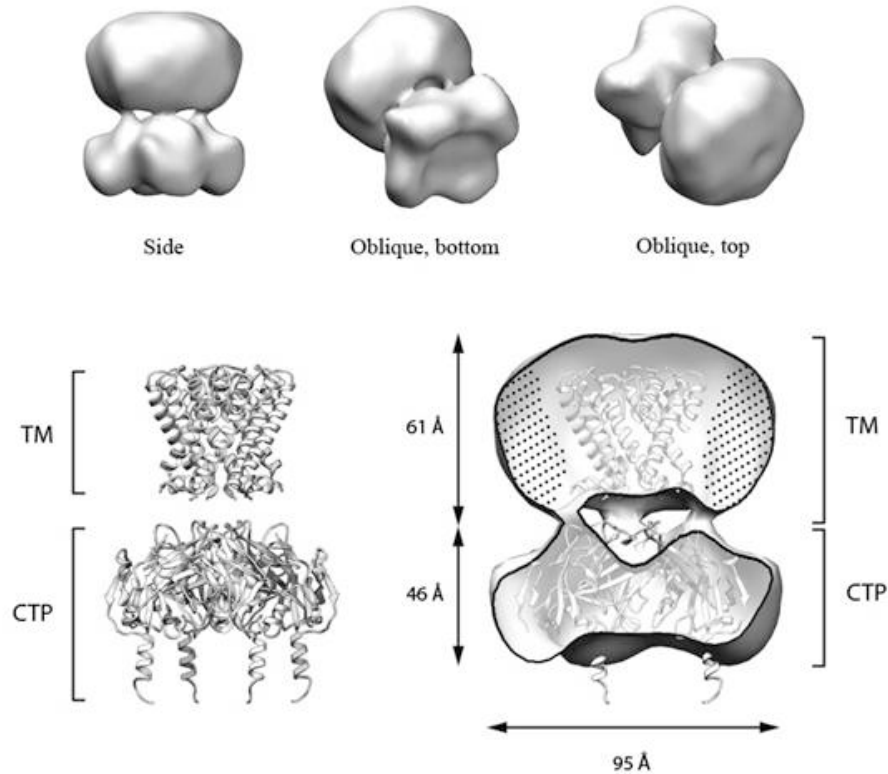 Side
Oblique, bottom
Oblique, top
TM
CTP
61 Å
46 Å
TM
CTP
95 Å